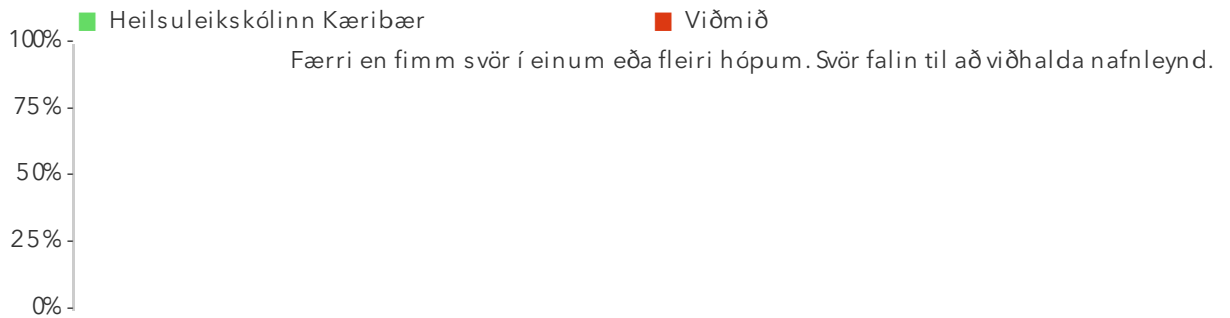 Heilsuleikskólinn Kæribær
Viðmið
100%
Færri en fimm svör í einum eða fleiri hópum. Svör falin til að viðhalda nafnleynd.
75%
50%
25%
0%